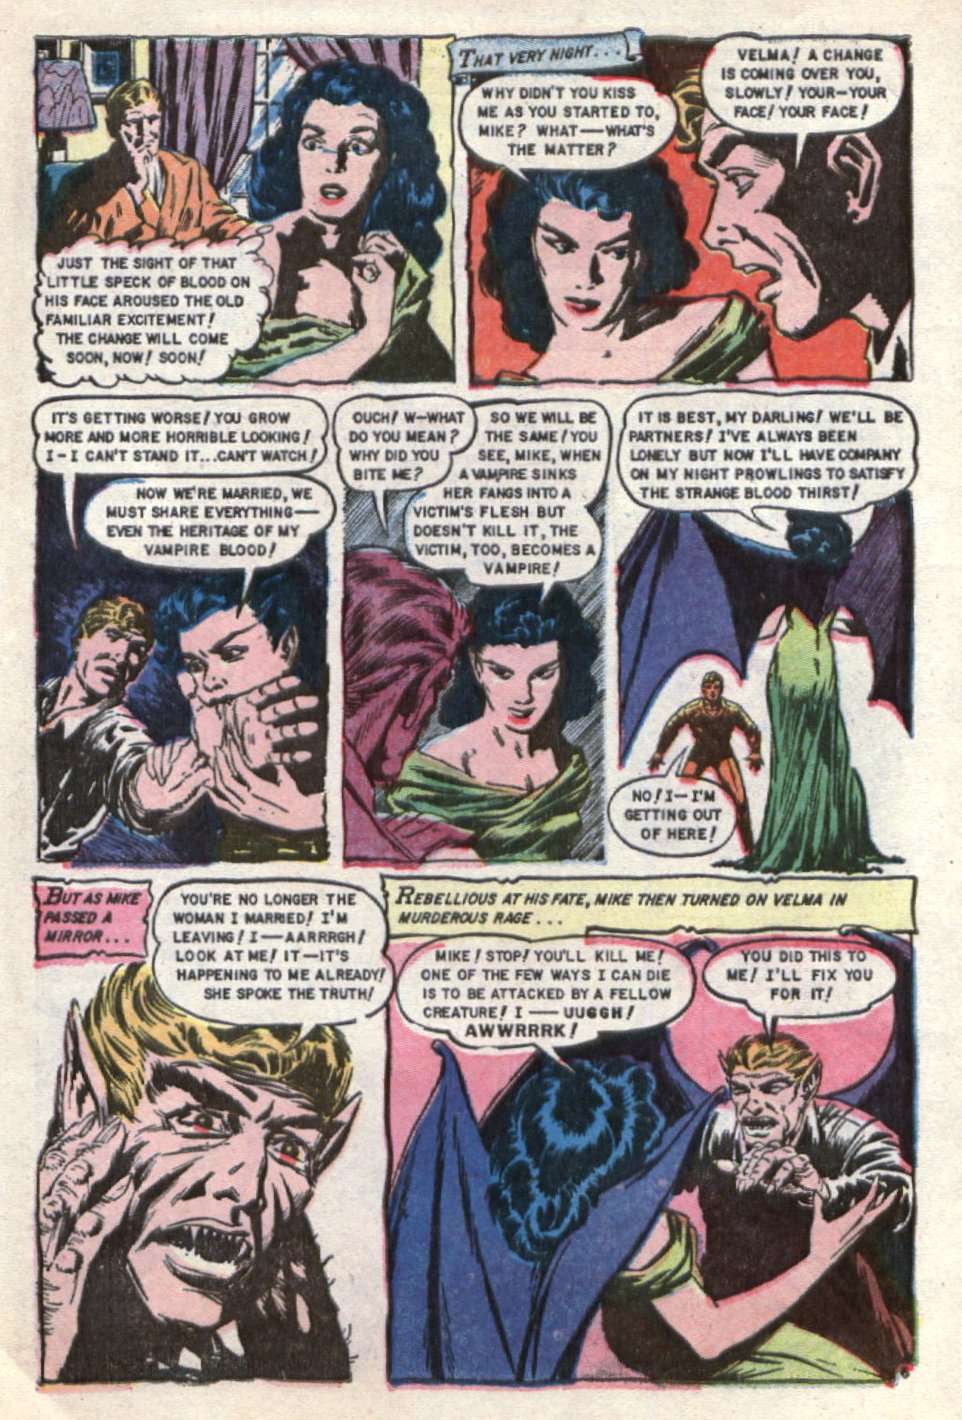 JUST THE SIGHT OF THAT
LITTLE SPECK OF BLOOD ON
HIS FACE AROUSED THE OLD
FAMILIAR EXCITEMENT!
THE CHANGE WILL COME
SOON, NOW! SOON!
THAT VERY NIGHT...
WHY DIDN'T YOU KISS
ME AS YOU STARTED TO,
MIKE? WHAT—WHAT'S
THE MATTER?
VELMA! A CHANGE
IS COMING OVER YOU,
SLOWLY! YOUR—YOUR
FACE! YOUR FACE!
IT'S GETTING WORSE! YOU GROW
MORE AND MORE HORRIBLE LOOKING!
I-I CAN'T STAND IT...CAN'T WATCH!
NOW WE'RE MARRIED, WE
MUST SHARE EVERYTHING—
EVEN THE HERITAGE OF MY
VAMPIRE BLOOD!
OUCH! W-WHAT
DO YOU MEAN?
WHY DID YOU
BITE ME?
SO WE WILL BE
THE SAME! YOU
SEE, MIKE, WHEN
A VAMPIRE SINKS
HER FANGS INTO A
VICTIM'S FLESH BUT
DOESN'T KILL IT, THE
VICTIM, TOO, BECOMES A
VAMPIRE!
IT IS BEST, MY DARLING! WE'LL BE
PARTNERS! I'VE ALWAYS BEEN
LONELY BUT NOW I'LL HAVE COMPANY
ON MY NIGHT PROWLINGS TO SATISFY
THE STRANGE BLOOD THIRST!
NO! I—I'M
GETTING OUT
OF HERE!
BUT AS MIKE
PASSED A
MIRROR...
YOU'RE NO LONGER THE
WOMAN I MARRIED! I'M
LEAVING! I—AARRRGH!
LOOK AT ME! IT—IT'S
HAPPENING TO ME ALREADY!
SHE SPOKE THE TRUTH!
REBELLIOUS AT HIS FATE, MIKE THEN TURNED ON VELMA IN
MURDEROUS RAGE...
MIKE! STOP! YOU'LL KILL ME!
ONE OF THE FEW WAYS I CAN DIE
IS TO BE ATTACKED BY A FELLOW
CREATURE! I—UUGGH!
AWWRRRK!
YOU DID THIS TO
ME! I'LL FIX YOU
FOR IT!